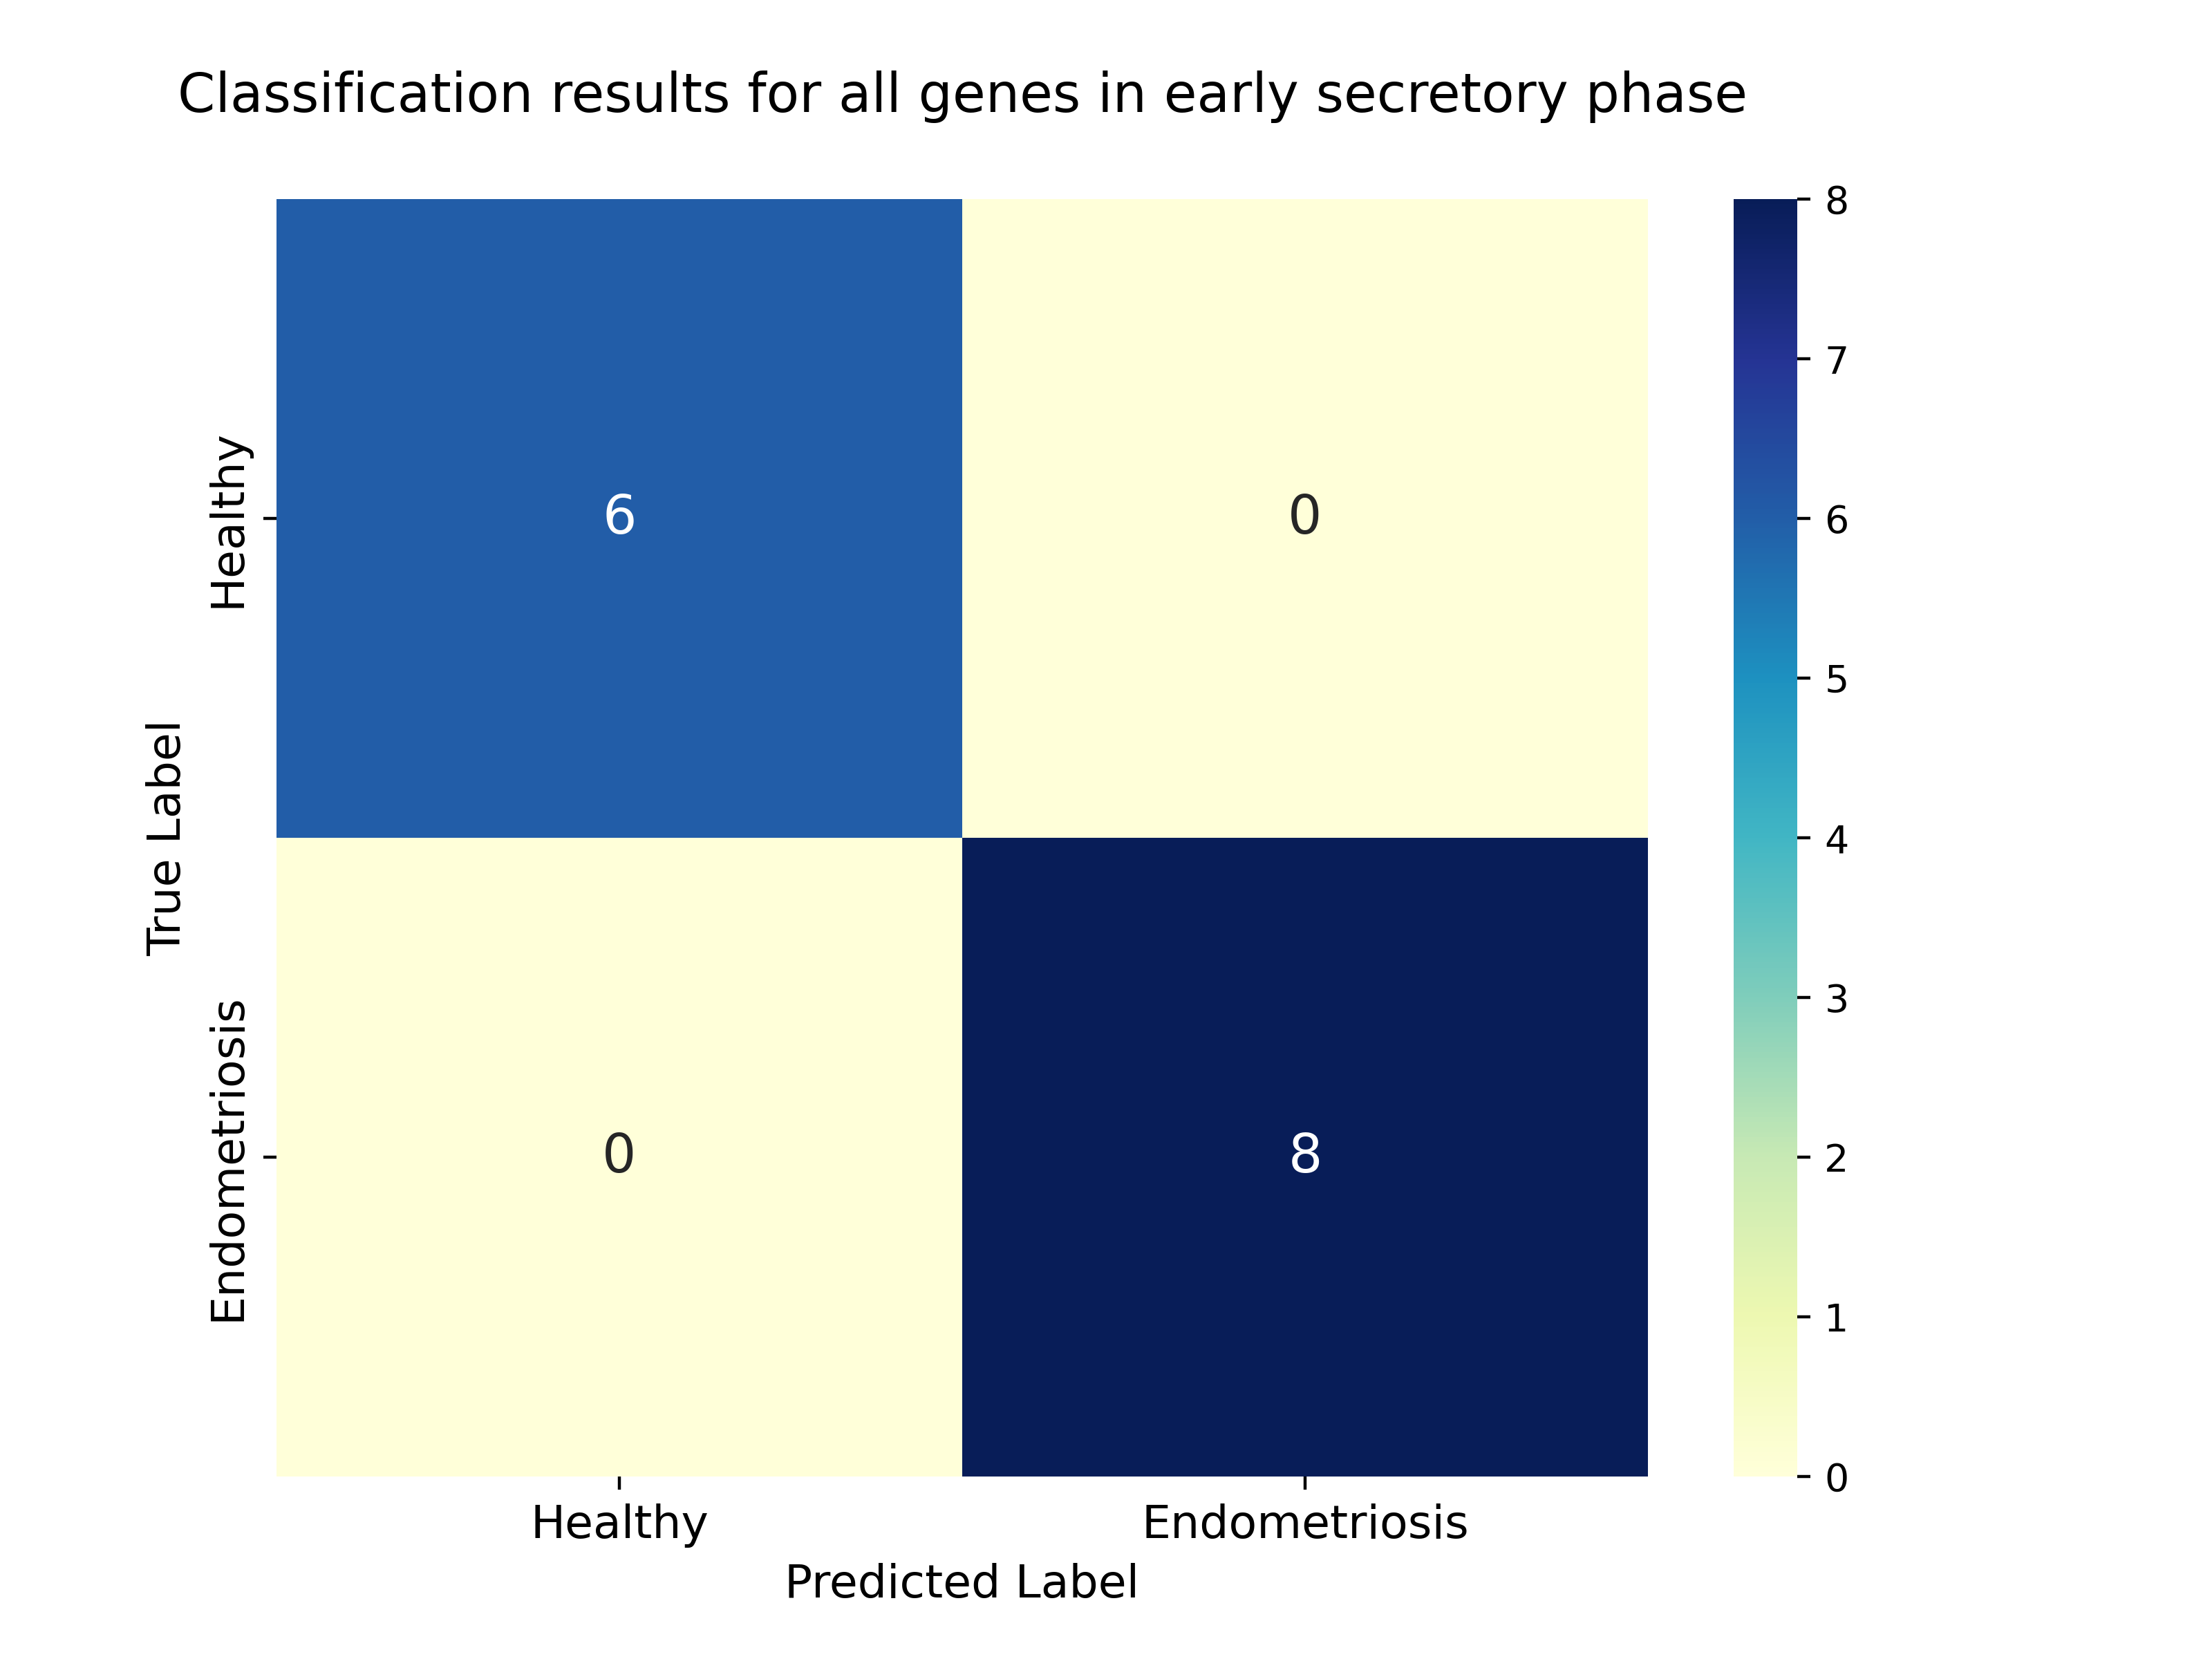 Classification results for all genes in early secretory phase
True Label
Healthy
Endometriosis
6
0
0
8
Healthy
Endometriosis
Predicted Label
8
7
6
5
4
3
2
1
0